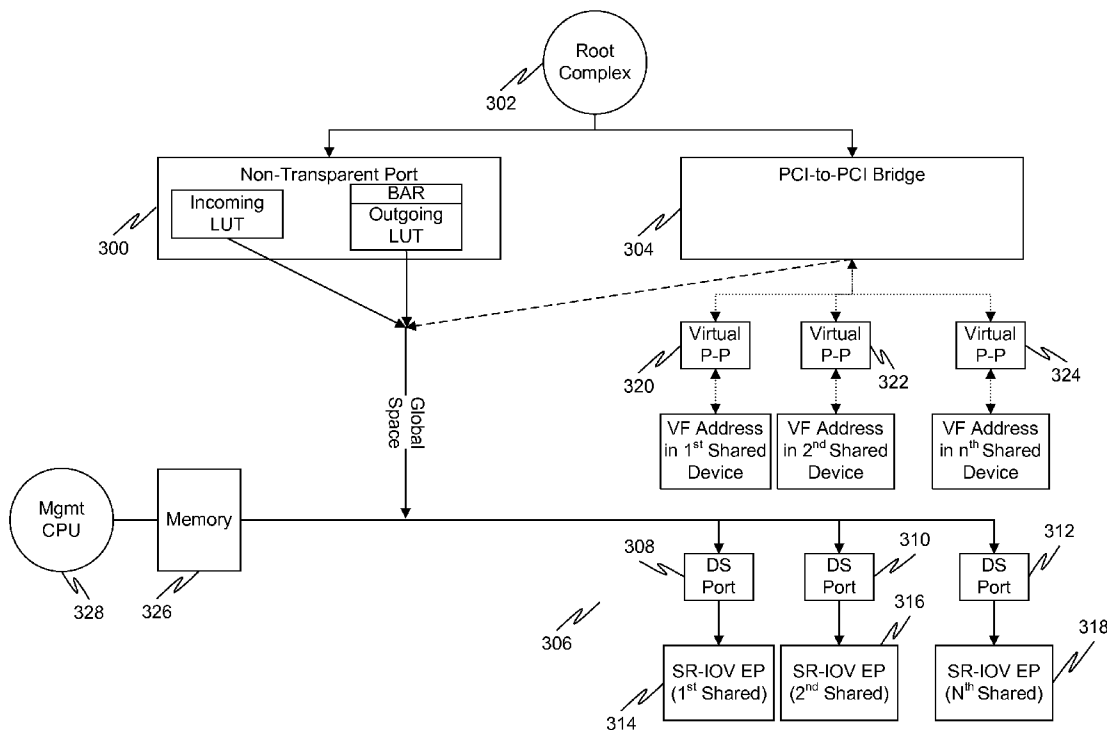 Root
Complex
302
Non-Transparent Port
Incoming
LUT
BAR
Outgoing
LUT
300
PCI-to-PCI Bridge
304
Virtual
P-P
320
Virtual
P-P
322
Virtual
P-P
324
VF Address
in 1st Shared
Device
VF Address
in 2nd Shared
Device
VF Address
in nth Shared
Device
Global
Space
Mgmt
CPU
328
Memory
326
308
DS
Port
310
DS
Port
312
DS
Port
306
SR-IOV EP
(1st Shared)
314
316
SR-IOV EP
(2nd Shared)
318
SR-IOV EP
(Nth Shared)